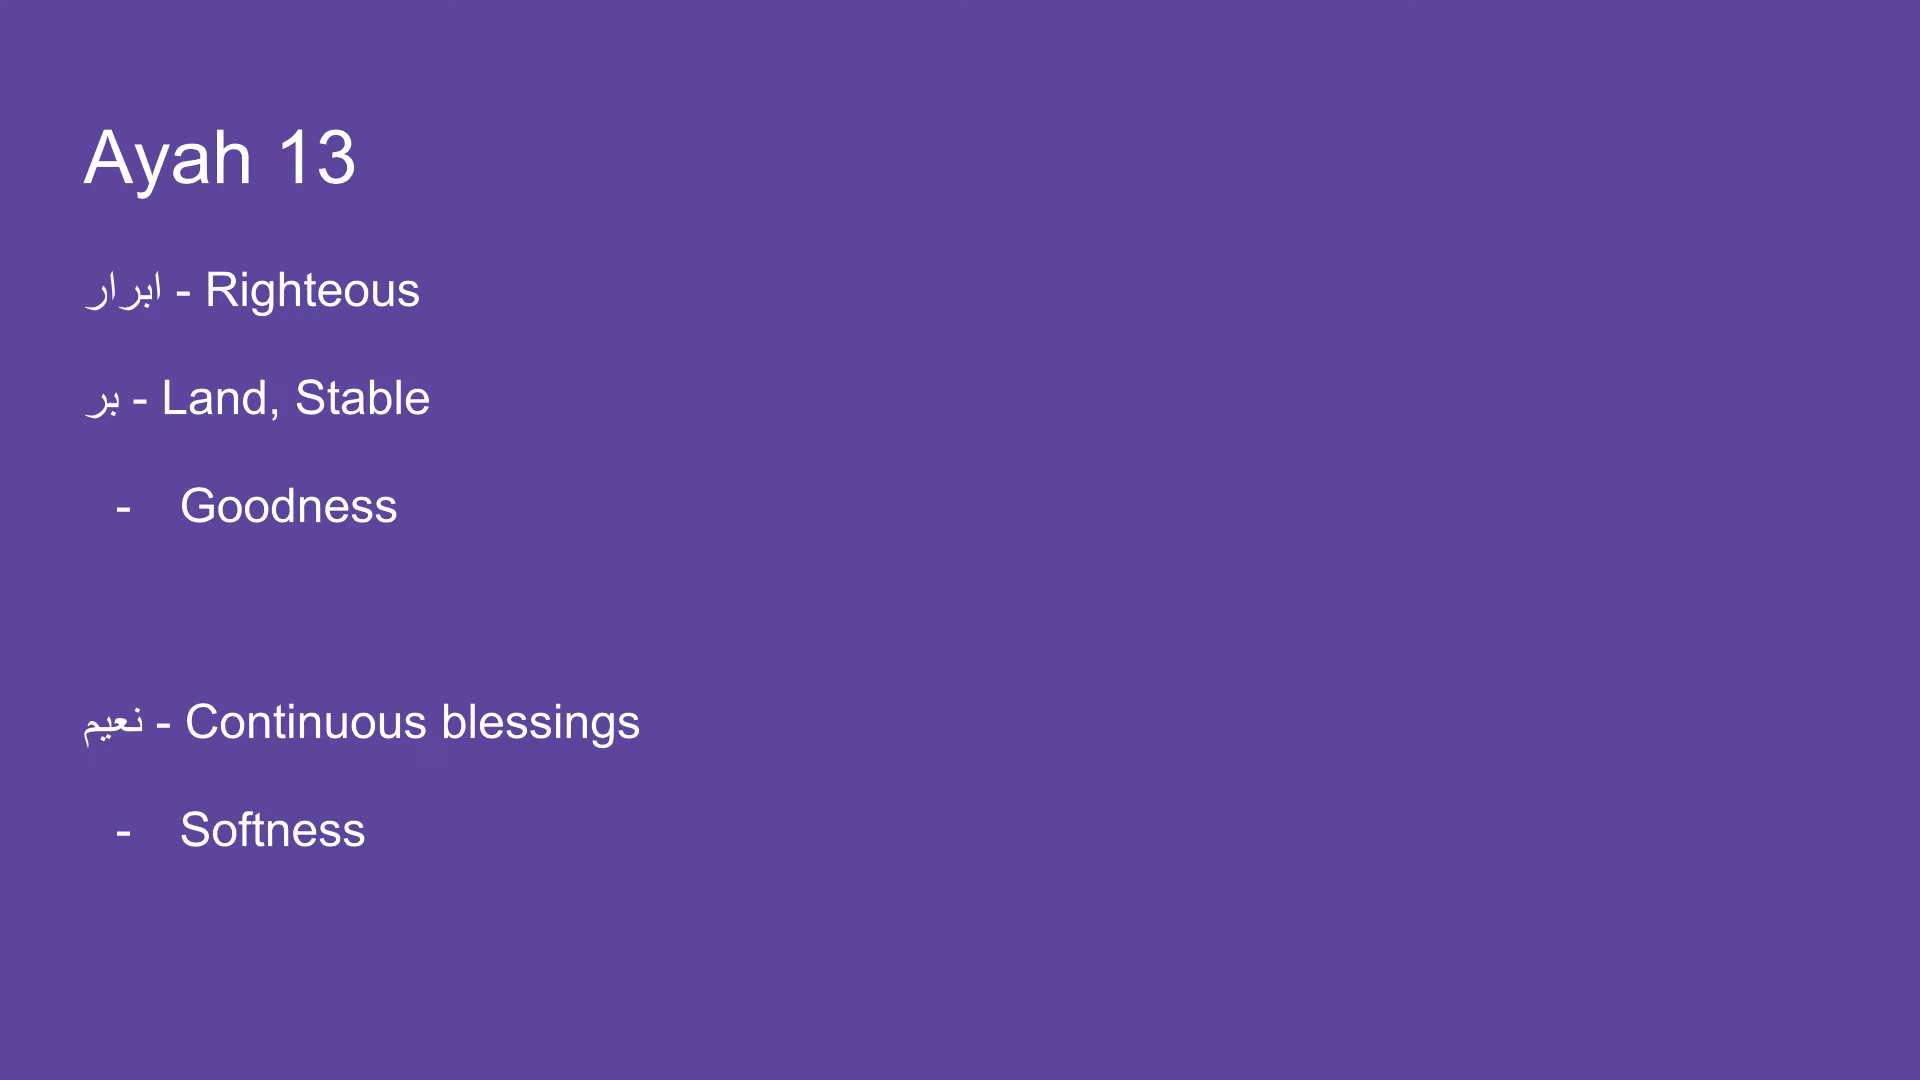 Ayah 13
ابرار - Righteous
بر - Land, Stable
- Goodness
نعيم - Continuous blessings
- Softness